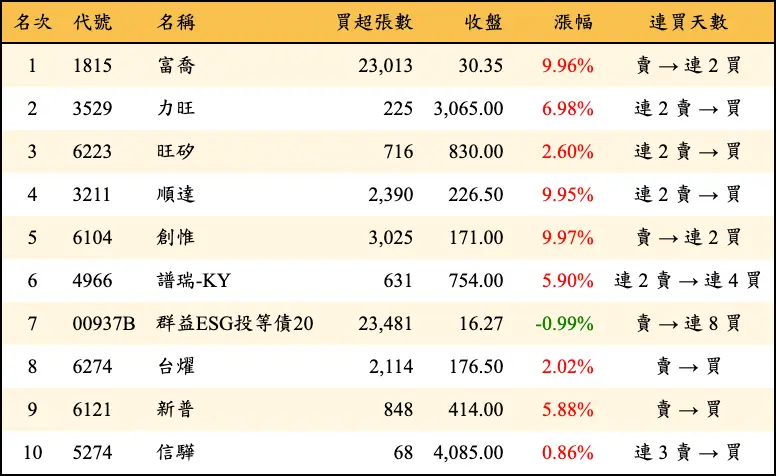 名次 代號 名稱 買超張數 收盤 漲幅 連買天數
1 1815 富喬 23,013 30.35 9.96% 賣 → 連 2 買
2 3529 力旺 225 3,065.00 6.98% 連 2 賣 → 買
3 6223 旺矽 716 830.00 2.60% 連 2 賣 → 買
4 3211 順達 2,390 226.50 9.95% 連 2 賣 → 買
5 6104 創惟 3,025 171.00 9.97% 賣 → 連 2 買
6 4966 譜瑞-KY 631 754.00 5.90% 連 2 賣 → 連 4 買
7 00937B 群益ESG投等債20 23,481 16.27 -0.99% 賣 → 連 8 買
8 6274 台燿 2,114 176.50 2.02% 賣 → 買
9 6121 新普 848 414.00 5.88% 賣 → 買
10 5274 信驊 68 4,085.00 0.86% 連 3 賣 → 買